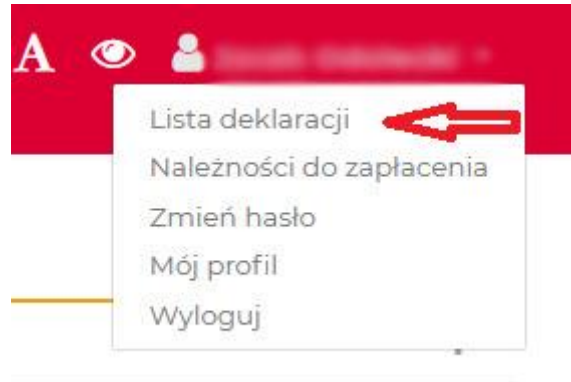 A
Lista deklaracji
Należności do zapłacenia
Zmień hasło
Mój profil
Wyloguj